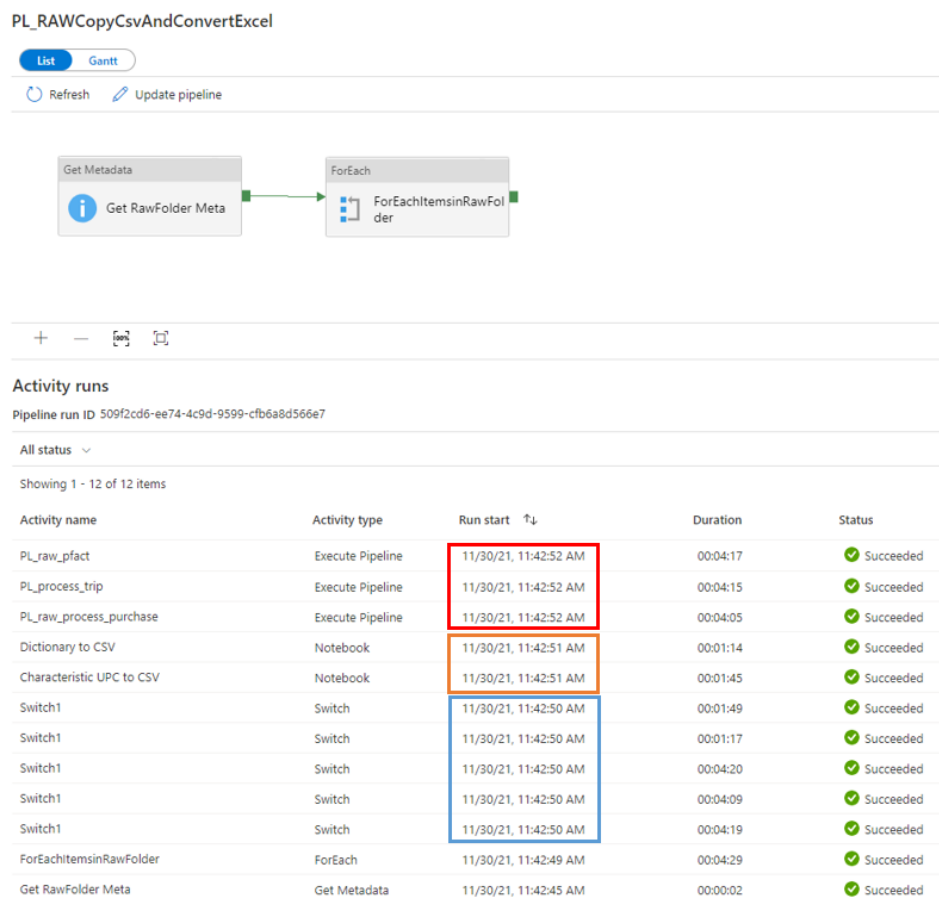 PL_RAWCopyCsvAndConvertExcel
List Gantt
Refresh Update pipeline
Get Metadata
Get RawFolder Meta
ForEach
ForEachItemsinRawFol
der
100%
Activity runs
Pipeline run ID 509f2cd6-ee74-4c9d-9599-cfb6a8d566e7
All status
Showing 1 - 12 of 12 items
Activity name Activity type Run start Duration Status
PL_raw_pfact Execute Pipeline 11/30/21, 11:42:52 AM 00:04:17 Succeeded
PL_process_trip Execute Pipeline 11/30/21, 11:42:52 AM 00:04:15 Succeeded
PL_raw_process_purchase Execute Pipeline 11/30/21, 11:42:52 AM 00:04:05 Succeeded
Dictionary to CSV Notebook 11/30/21, 11:42:51 AM 00:01:14 Succeeded
Characteristic UPC to CSV Notebook 11/30/21, 11:42:51 AM 00:01:45 Succeeded
Switch1 Switch 11/30/21, 11:42:50 AM 00:01:49 Succeeded
Switch1 Switch 11/30/21, 11:42:50 AM 00:01:17 Succeeded
Switch1 Switch 11/30/21, 11:42:50 AM 00:04:20 Succeeded
Switch1 Switch 11/30/21, 11:42:50 AM 00:04:09 Succeeded
Switch1 Switch 11/30/21, 11:42:50 AM 00:04:19 Succeeded
ForEachItemsinRawFolder ForEach 11/30/21, 11:42:49 AM 00:04:29 Succeeded
Get RawFolder Meta Get Metadata 11/30/21, 11:42:45 AM 00:00:02 Succeeded